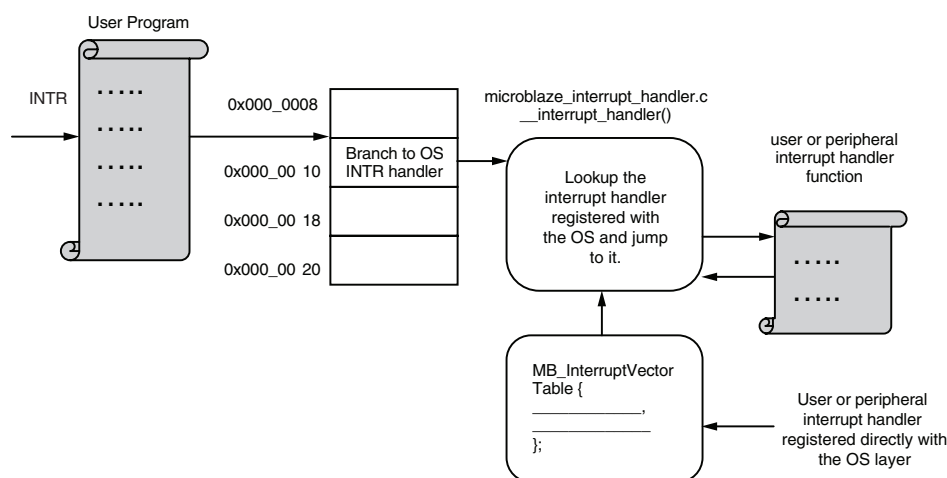 User Program
INTR
.....
.....
.....
.....
0x000_0008
0x000_00 10
0x000_00 18
0x000_00 20
Branch to OS
INTR handler
microblaze_interrupt_handler.c
__interrupt_handler()
Lookup the
interrupt handler
registered with
the OS and jump
to it.
user or peripheral
interrupt handler
function
.....
.....
MB_InterruptVector
Table {
____________,
_____________
};
User or peripheral
interrupt handler
registered directly with
the OS layer